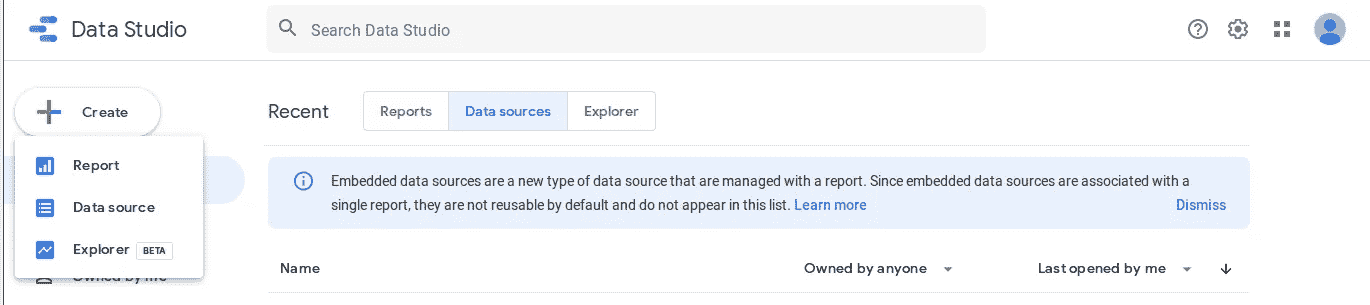 Data Studio
Search Data Studio
Create
Recent
Reports
Data sources
Explorer
Report
Data source
Explorer BETA
Owned by me
Embedded data sources are a new type of data source that are managed with a report. Since embedded data sources are associated with a
single report, they are not reusable by default and do not appear in this list. Learn more
Dismiss
Name
Owned by anyone
Last opened by me